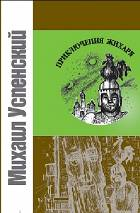 Михаил Успенский
ПРИКЛЮЧЕНИЯ ЖИХАРЯ